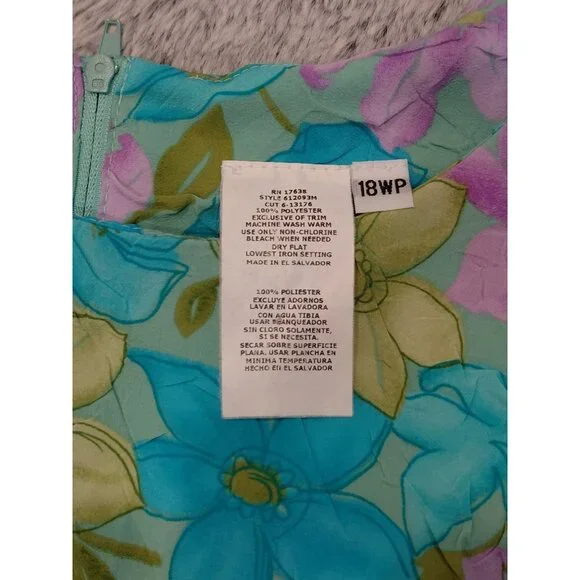 RN 17638
STYLE 612093M
CUT 6-13176
100% POLYESTER
EXCLUSIVE OF TRIM
MACHINE WASH WARM
USE ONLY NON-CHLORINE
BLEACH WHEN NEEDED
DRY FLAT
LOWEST IRON SETTING
MADE IN EL SALVADOR
100% POLIESTER
EXCLUYE ADORNOS
LAVAR EN LAVADORA
CON AGUA TIBIA
USAR BLANQUEADOR
SIN CLORO SOLAMENTE,
SI SE NECESITA.
SECAR SOBRE SUPERFICIE
PLANA. USAR PLANCHA EN
MINIMA TEMPERATURA
HECHO EN EL SALVADOR
18WP